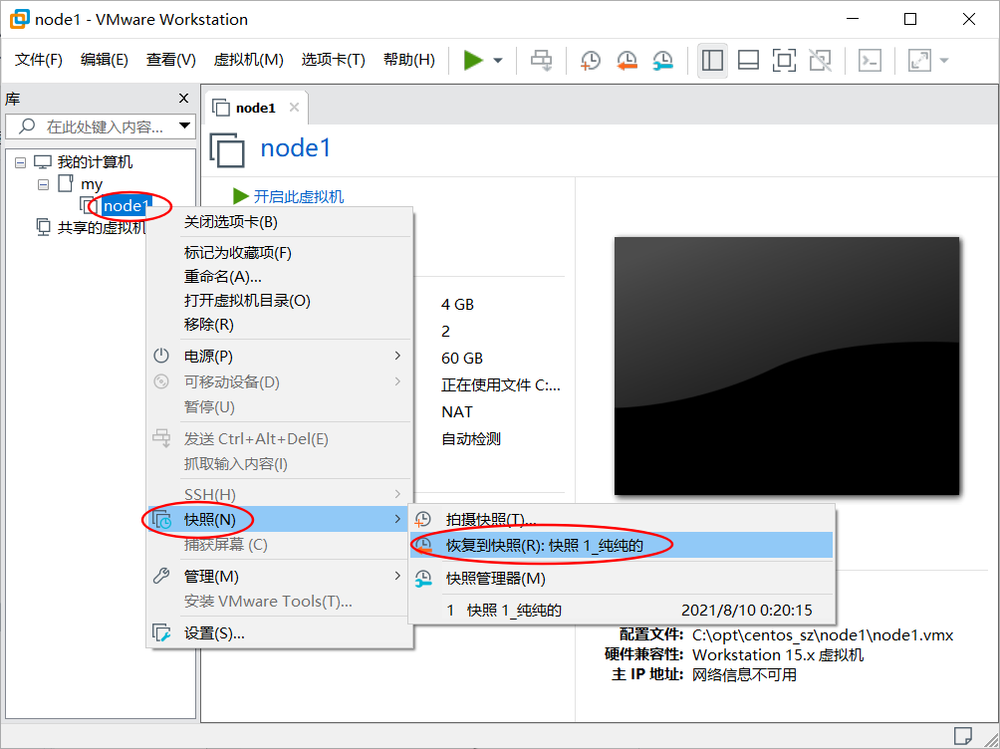 node1 - VMware Workstation
文件(F) 编辑(E) 查看(V) 虚拟机(M) 选项卡(T) 帮助(H)
库
在此处键入内容...
我的计算机
my
node1
共享的虚拟机
node1
node1
开启此虚拟机
关闭选项卡(B)
标记为收藏项(F)
重命名(A)...
打开虚拟机目录(O)
移除(R)
电源(P)
可移动设备(D)
暂停(U)
发送 Ctrl+Alt+Del(E)
抓取输入内容(I)
SSH(H)
快照(N)
捕获屏幕 (C)
管理(M)
安装 VMware Tools(T)...
设置(S)...
4 GB
2
60 GB
正在使用文件 C:...
NAT
自动检测
拍摄快照(T)...
恢复到快照(R): 快照 1_纯纯的
快照管理器(M)
1 快照 1_纯纯的 2021/8/10 0:20:15
配置文件: C:\opt\centos_sz\node1\node1.vmx
硬件兼容性: Workstation 15.x 虚拟机
主 IP 地址: 网络信息不可用